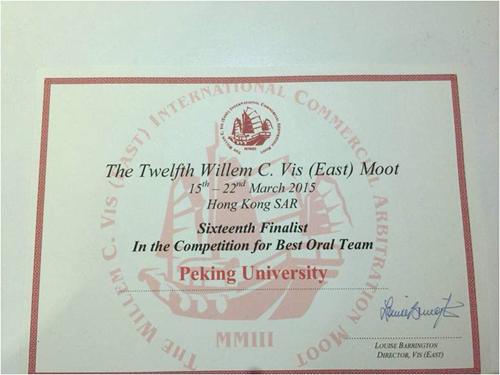 THE WILLEM C. VIS (EAST) INTERNATIONAL COMMERCIAL ARBITRATION MOOT
The Twelfth Willem C. Vis (East) Moot
15th – 22nd March 2015
Hong Kong SAR
Sixteenth Finalist
In the Competition for Best Oral Team
Peking University
MMIII
LOUISE BARRINGTON
DIRECTOR, VIS (EAST)